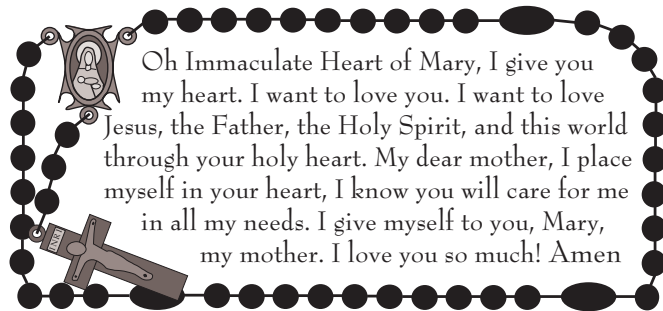 Oh Immaculate Heart of Mary, I give you
my heart. I want to love you. I want to love
Jesus, the Father, the Holy Spirit, and this world
through your holy heart. My dear mother, I place
myself in your heart, I know you will care for me
in all my needs. I give myself to you, Mary,
my mother. I love you so much! Amen
INRI